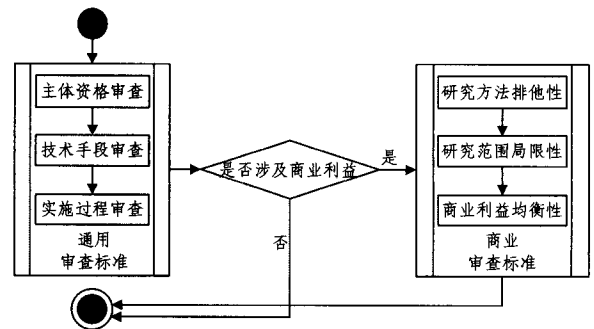 主体资格审查
技术手段审查
实施过程审查
通用
审查标准
是否涉及商业利益
是
否
研究方法排他性
研究范围局限性
商业利益均衡性
商业
审查标准